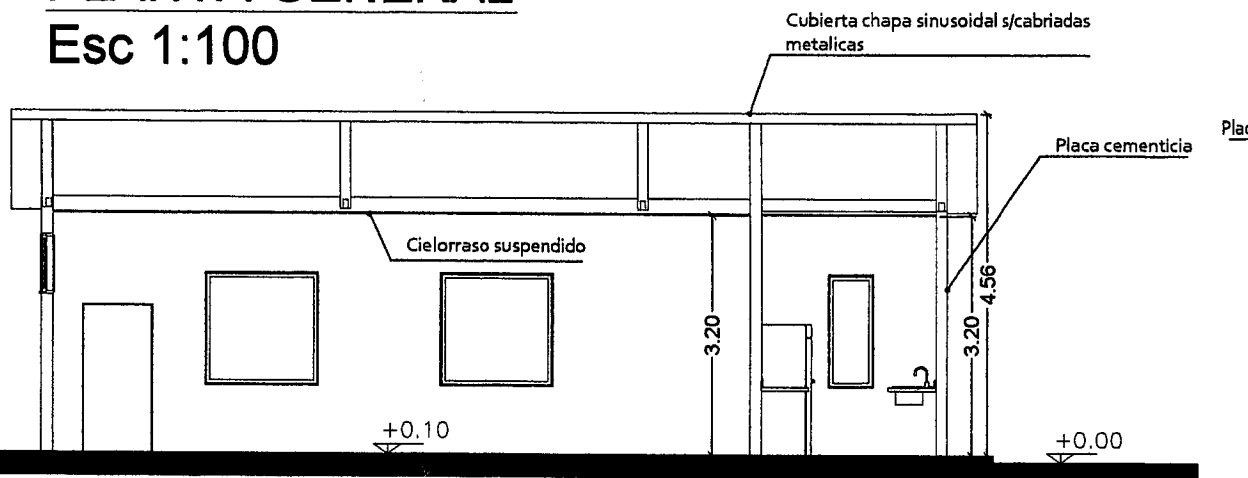 Esc 1:100
Cubierta chapa sinusoidal s/cabriadas
metalicas
Placa cementicia
Cielorraso suspendido
3.20
3.20
4.56
+0.10
+0.00